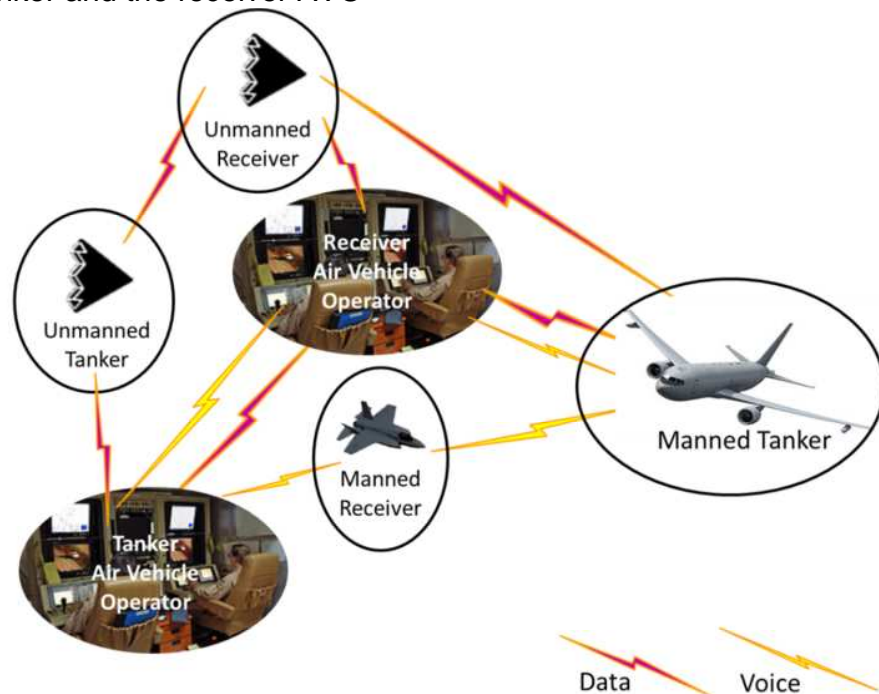 Unmanned
Receiver
Receiver
Air Vehicle
Operator
Unmanned
Tanker
Manned Tanker
Manned
Receiver
Tanker
Air Vehicle
Operator
Data
Voice